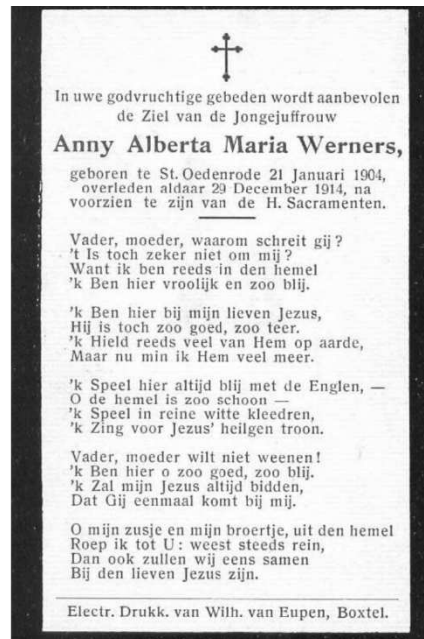 In uwe godvruchtige gebeden wordt aanbevolen
de Ziel van de Jongejuffrouw
Anny Alberta Maria Werners,
geboren te St. Oedenrode 21 Januari 1904,
overleden aldaar 29 December 1914, na
voorzien te zijn van de H. Sacramenten.
Vader, moeder, waarom schreit gij?
't Is toch zeker niet om mij?
Want ik ben reeds in den hemel
'k Ben hier vroolijk en zoo blij.
'k Ben hier bij mijn lieven Jezus,
Hij is toch zoo goed, zoo teer.
'k Hield reeds veel van Hem op aarde,
Maar nu min ik Hem veel meer.
'k Speel hier altijd blij met de Englen, —
O de hemel is zoo schoon —
'k Speel in reine witte kleedren,
'k Zing voor Jezus' heilgen troon.
Vader, moeder wilt niet weenen!
'k Ben hier o zoo goed, zoo blij.
'k Zal mijn Jezus altijd bidden,
Dat Gij eenmaal komt bij mij.
O mijn zusje en mijn broertje, uit den hemel
Roep ik tot U: weest steeds rein,
Dan ook zullen wij eens samen
Bij den lieven Jezus zijn.
Electr. Drukk. van Wilh. van Eupen, Boxtel.